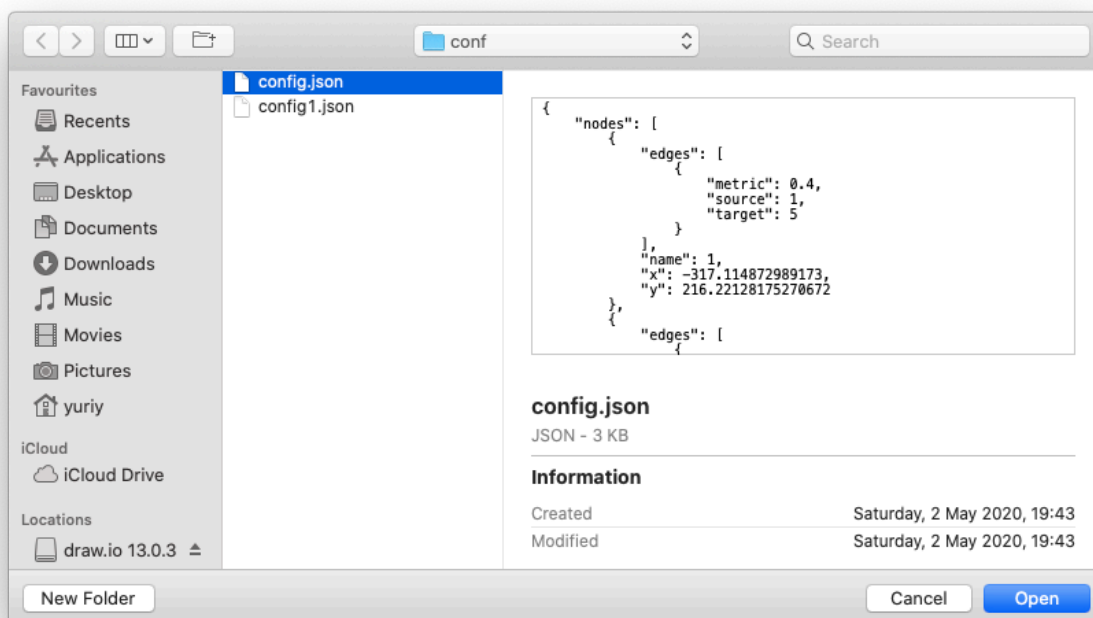 conf
Search
Favourites
Recents
Applications
Desktop
Documents
Downloads
Music
Movies
Pictures
yuriy
iCloud
iCloud Drive
Locations
draw.io 13.0.3
config.json
config1.json
{
"nodes": [
{
"edges": [
{
"metric": 0.4,
"source": 1,
"target": 5
}
],
"name": 1,
"x": -317.114872989173,
"y": 216.22128175270672
},
{
"edges": [
{
config.json
JSON - 3 KB
Information
Created Saturday, 2 May 2020, 19:43
Modified Saturday, 2 May 2020, 19:43
New Folder
Cancel
Open